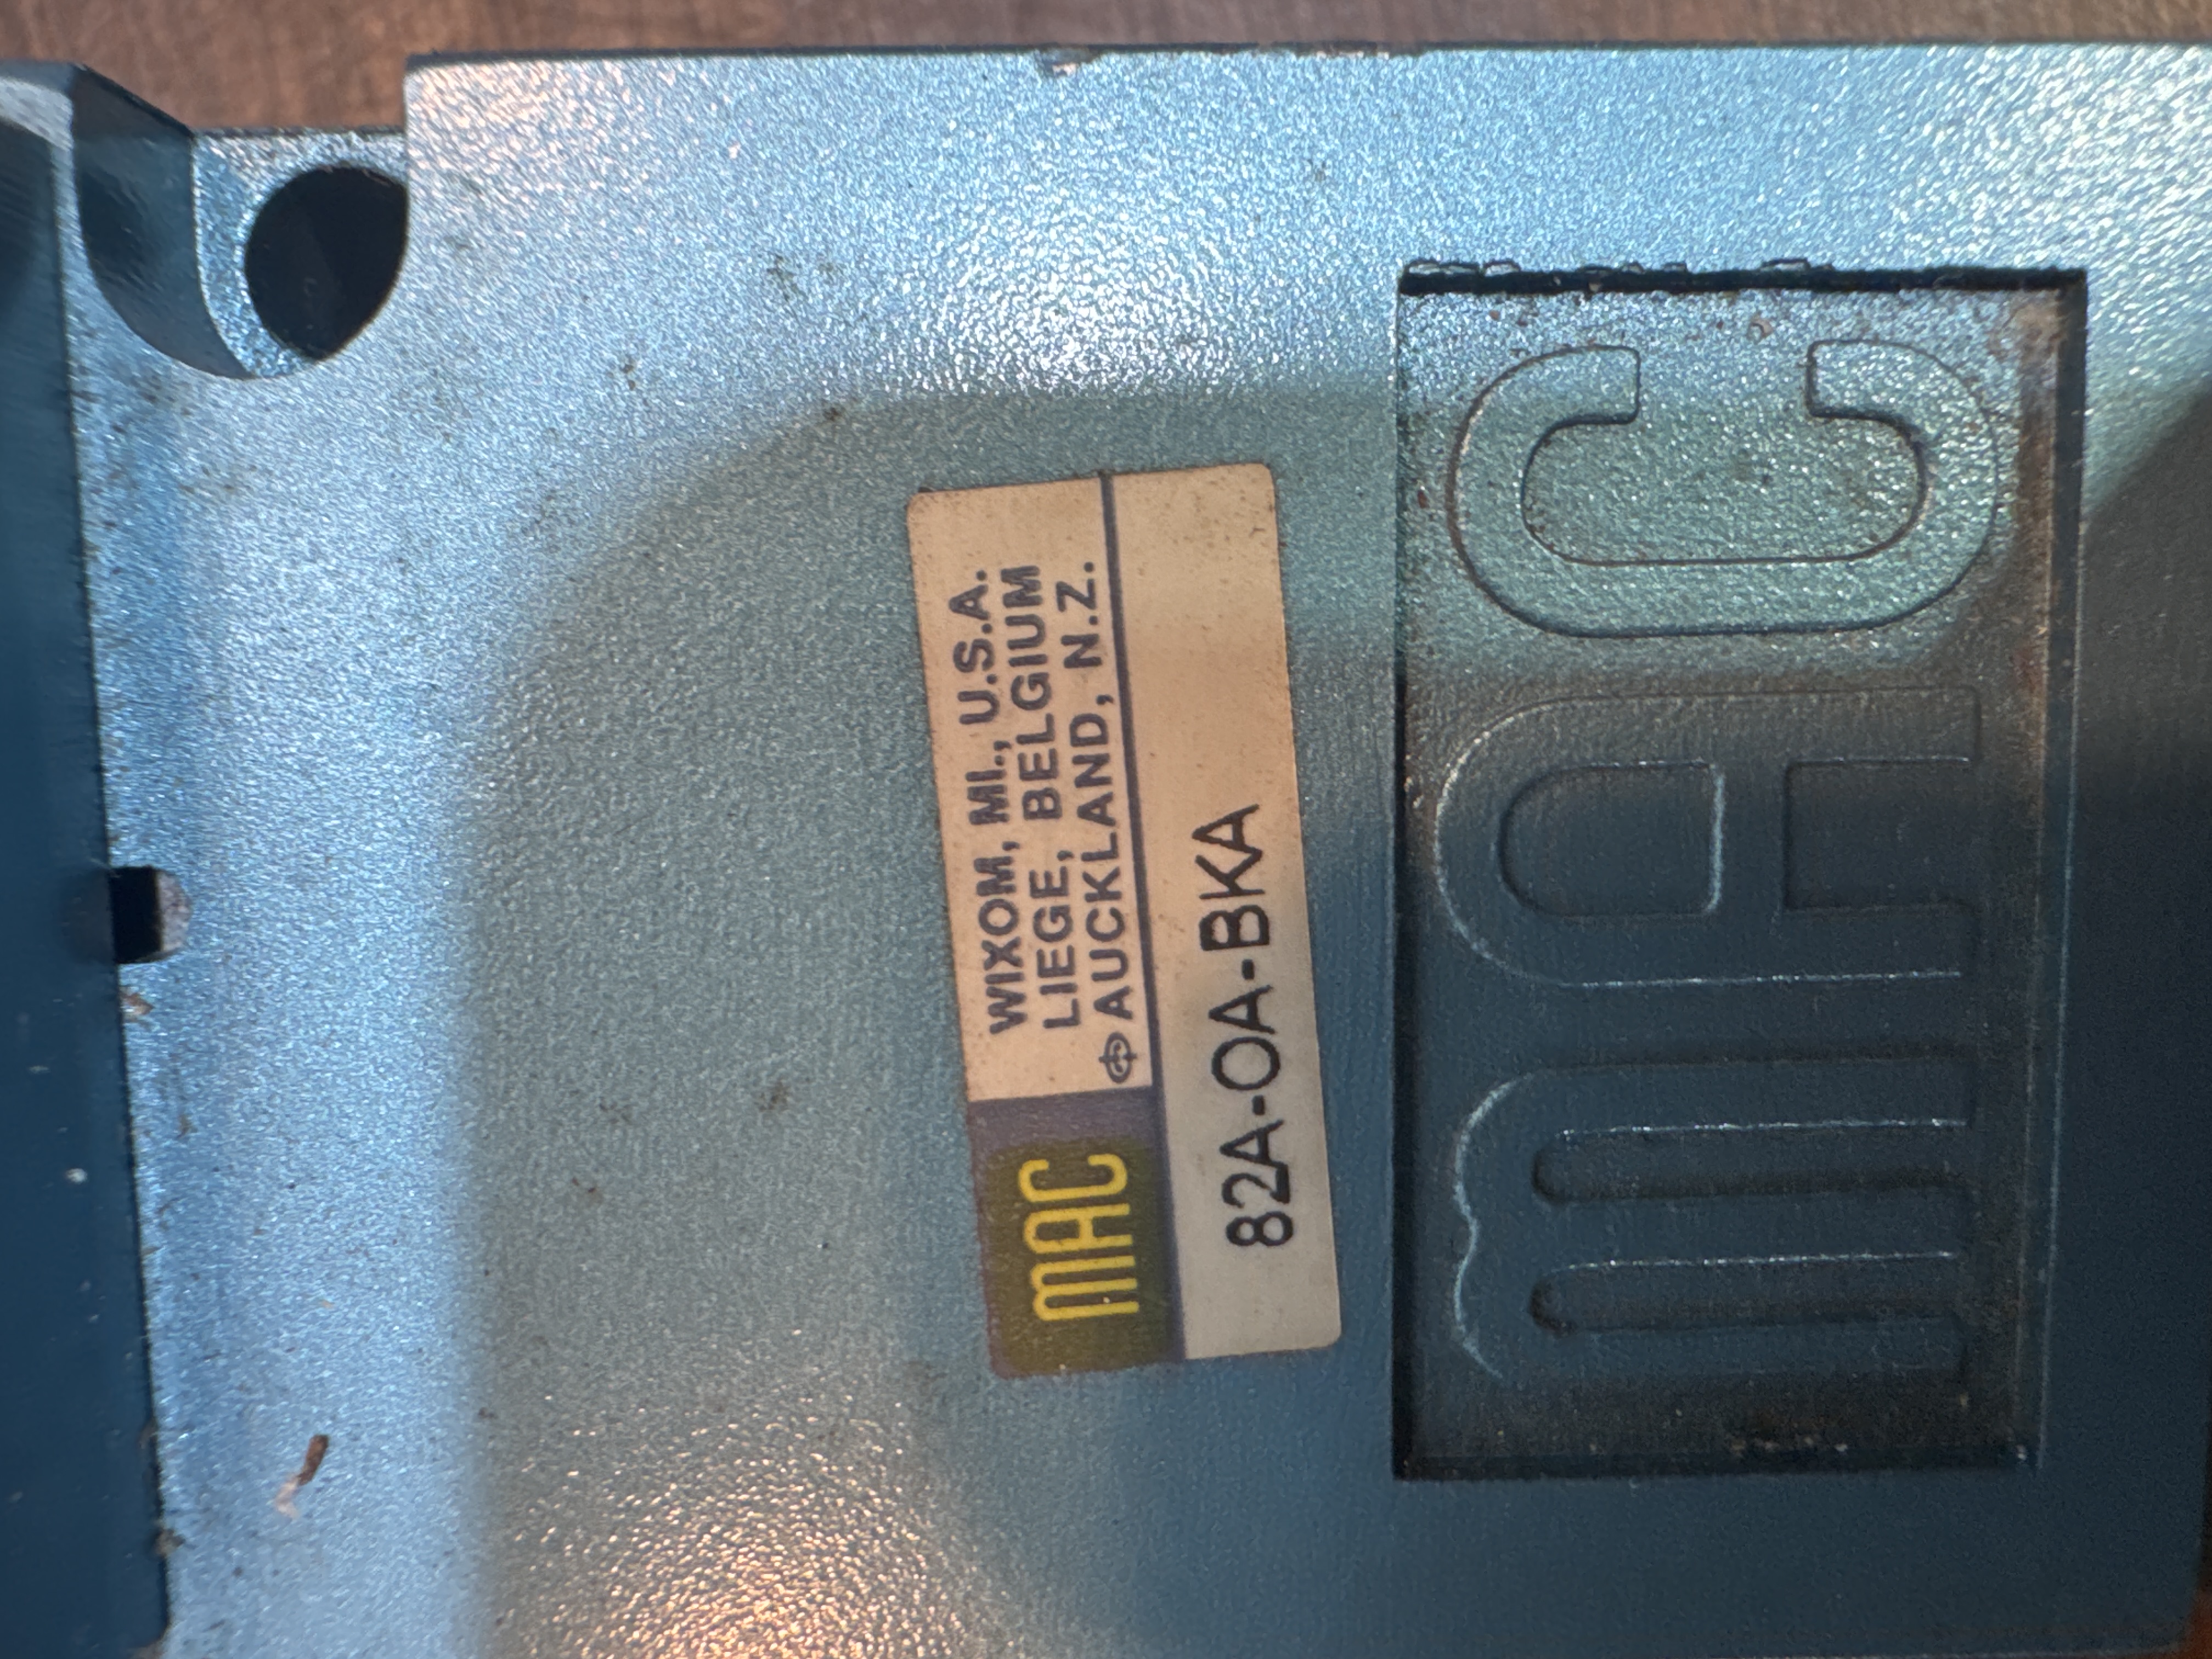 MAC
WIXOM, MI., U.S.A.
LIEGE, BELGIUM
AUCKLAND, N.Z.
82A-OA-BKA
MAC